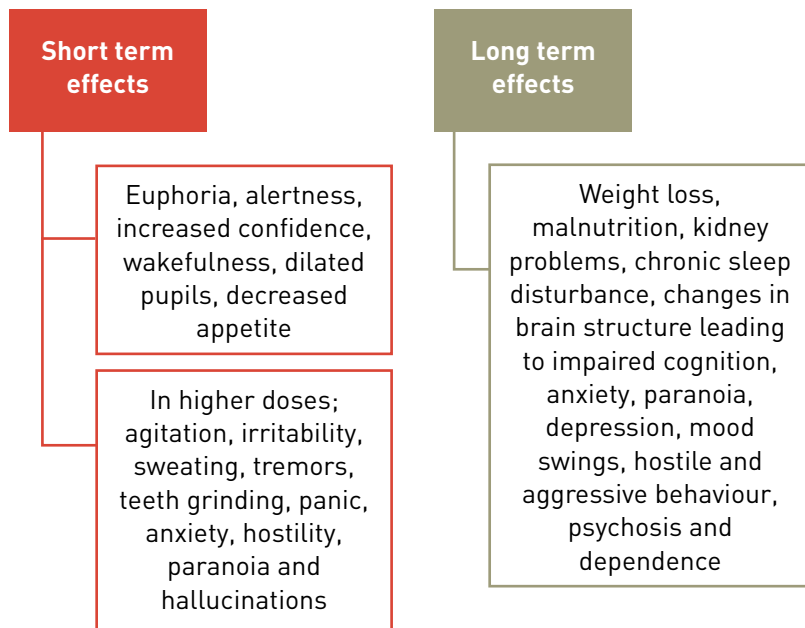 Short term
effects
Euphoria, alertness,
increased confidence,
wakefulness, dilated
pupils, decreased
appetite
In higher doses;
agitation, irritability,
sweating, tremors,
teeth grinding, panic,
anxiety, hostility,
paranoia and
hallucinations
Long term
effects
Weight loss,
malnutrition, kidney
problems, chronic sleep
disturbance, changes in
brain structure leading
to impaired cognition,
anxiety, paranoia,
depression, mood
swings, hostile and
aggressive behaviour,
psychosis and
dependence